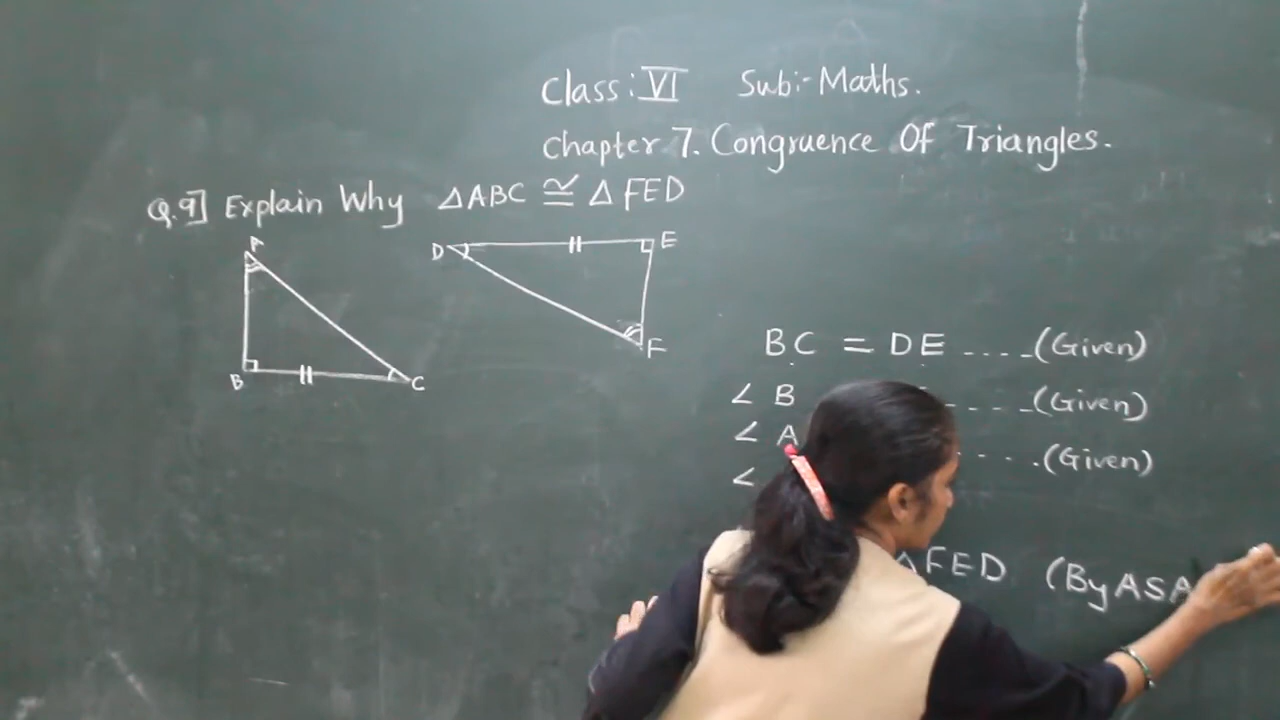 Class: VI Sub:- Maths.
Chapter 7. Congruence Of Triangles.
Q.9] Explain Why △ABC ≅ △FED
A
B
C
D
E
F
BC = DE ....(Given)
∠ B ....(Given)
∠ A ....(Given)
∠
△FED (By ASA